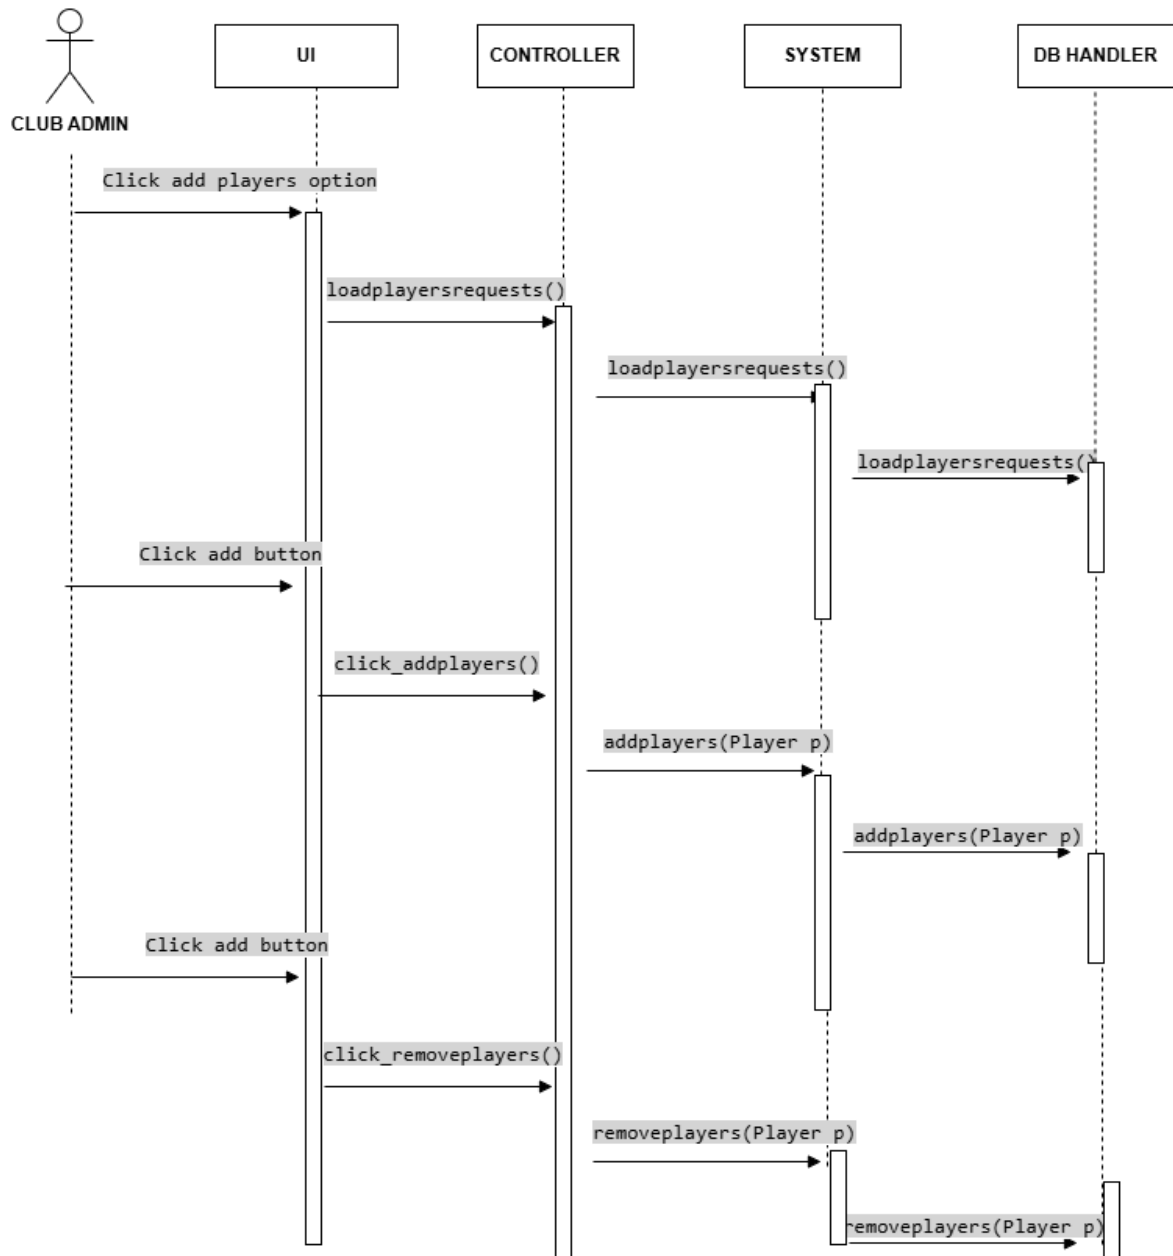 UI
CONTROLLER
SYSTEM
DB HANDLER
CLUB ADMIN
Click add players option
loadplayersrequests()
loadplayersrequests()
loadplayersrequests()
Click add button
click_addplayers()
addplayers(Player p)
addplayers(Player p)
Click add button
click_removeplayers()
removeplayers(Player p)
removeplayers(Player p)